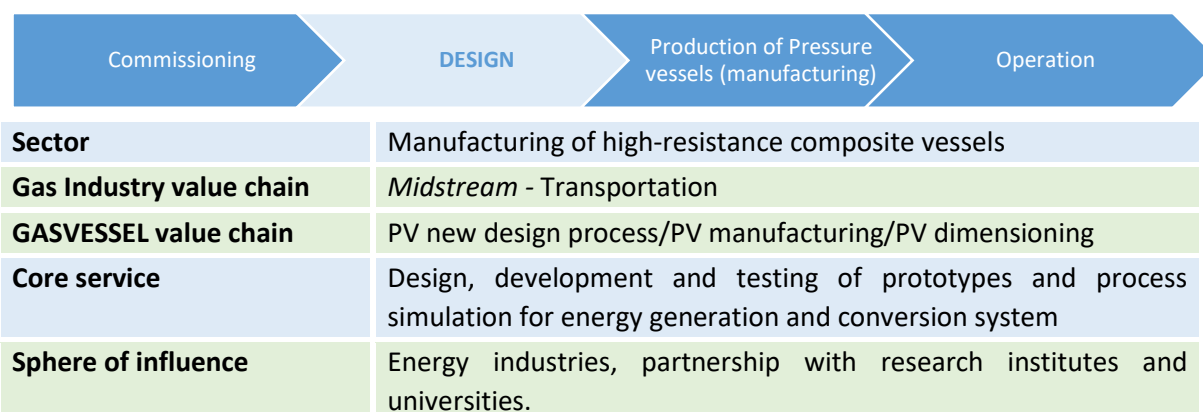 Commissioning
DESIGN
Production of Pressure
vessels (manufacturing)
Operation
Sector
Manufacturing of high-resistance composite vessels
Gas Industry value chain
Midstream - Transportation
GASVESSEL value chain
PV new design process/PV manufacturing/PV dimensioning
Core service
Design, development and testing of prototypes and process
simulation for energy generation and conversion system
Sphere of influence
Energy industries, partnership with research institutes and
universities.